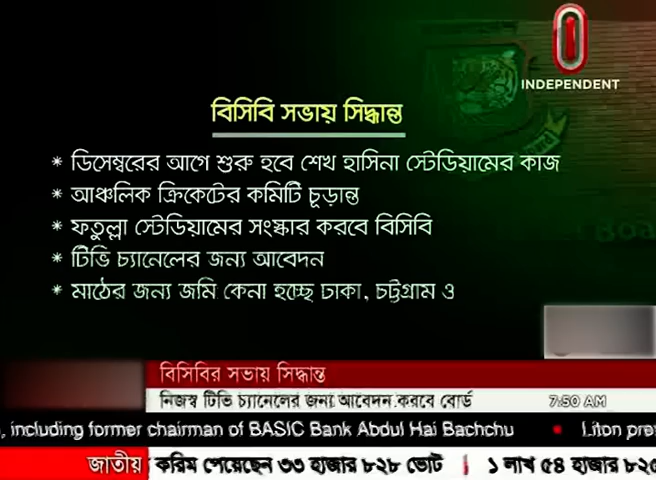 INDEPENDENT
বিসিবি সভায় সিদ্ধান্ত
* ডিসেম্বরের আগে শুরু হবে শেখ হাসিনা স্টেডিয়ামের কাজ
* আঞ্চলিক ক্রিকেটের কমিটি চূড়ান্ত
* ফতুল্লা স্টেডিয়ামের সংস্কার করবে বিসিবি
* টিভি চ্যানেলের জন্য আবেদন
* মাঠের জন্য জমি কেনা হচ্ছে ঢাকা, চট্টগ্রাম ও
বিসিবির সভায় সিদ্ধান্ত
নিজস্ব টিভি চ্যানেলের জন্য আবেদন করবে বোর্ড 7:50 AM
, including former chairman of BASIC Bank Abdul Hai Bachchu • Liton
জাতীয় করিম পেয়েছেন ৩৩ হাজার ৮২৮ ভোট | ১ লাখ ৫৪ হাজার ৮২৫